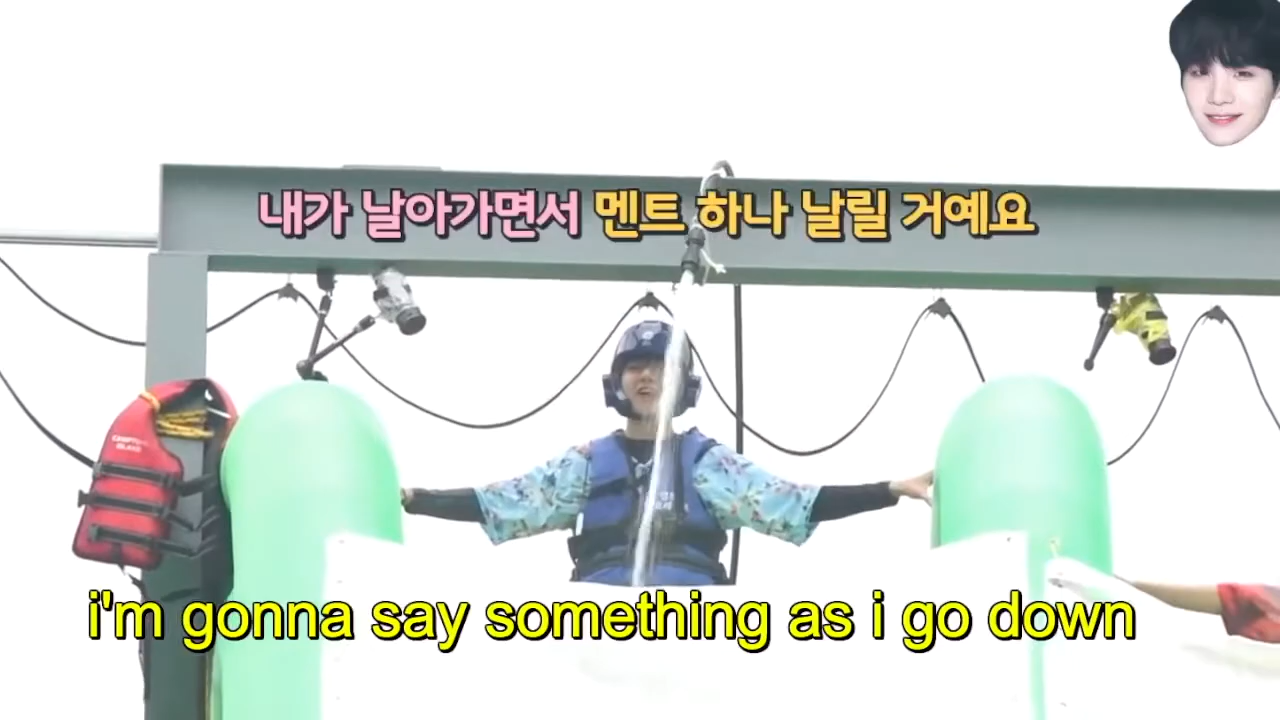 내가 날아가면서 멘트 하나 날릴 거예요
i'm gonna say something as i go down